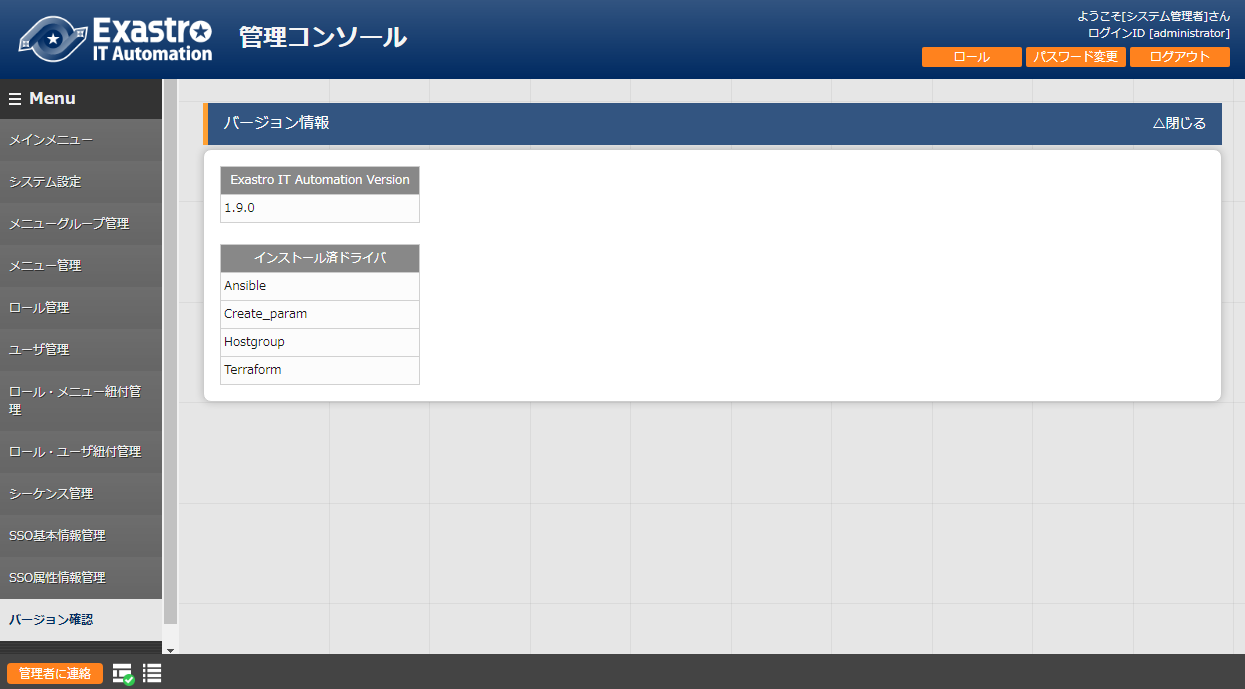 Exastro
IT Automation
管理コンソール
ようこそ[システム管理者]さん
ログインID [administrator]
ロール
パスワード変更
ログアウト
Menu
メインメニュー
システム設定
メニューグループ管理
メニュー管理
ロール管理
ユーザ管理
ロール・メニュー紐付管
理
ロール・ユーザ紐付管理
シーケンス管理
SSO基本情報管理
SSO属性情報管理
バージョン確認
バージョン情報
△閉じる
Exastro IT Automation Version
1.9.0
インストール済ドライバ
Ansible
Create_param
Hostgroup
Terraform
管理者に連絡